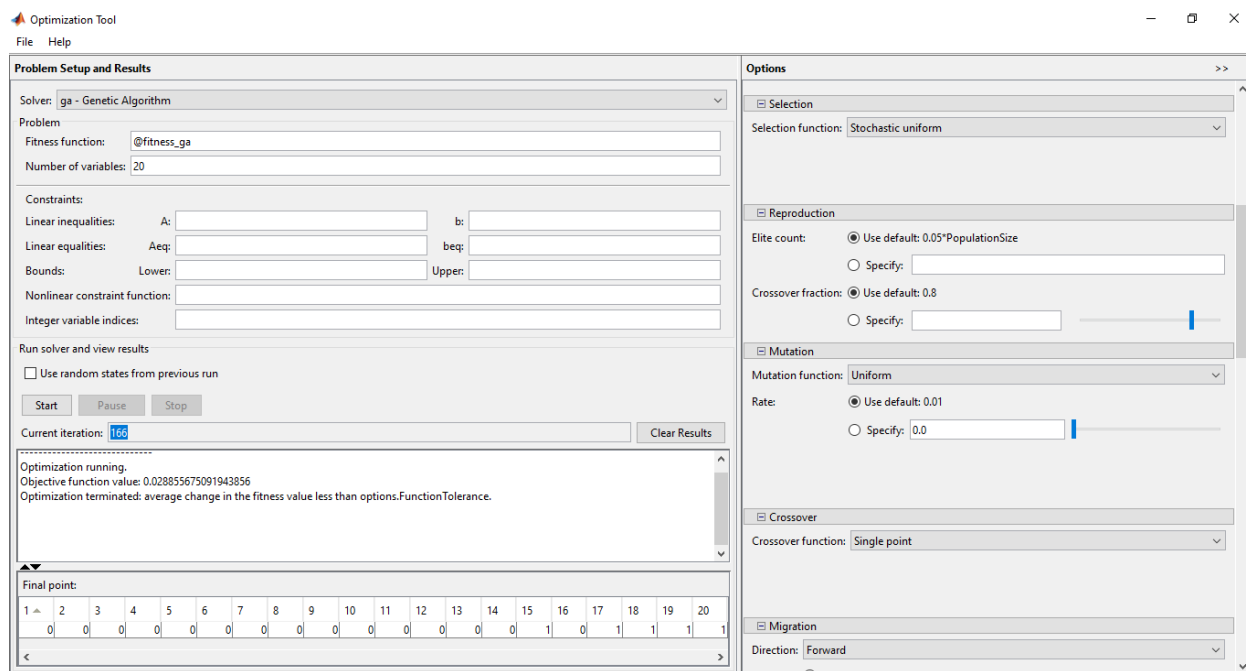 Optimization Tool
File Help
Problem Setup and Results
Solver: ga - Genetic Algorithm
Problem
Fitness function: @fitness_ga
Number of variables: 20
Constraints:
Linear inequalities: A: b:
Linear equalities: Aeq: beq:
Bounds: Lower: Upper:
Nonlinear constraint function:
Integer variable indices:
Run solver and view results
Use random states from previous run
Start Pause Stop
Current iteration: 166 Clear Results
------------------------------
Optimization running.
Objective function value: 0.028855675091943856
Optimization terminated: average change in the fitness value less than options.FunctionTolerance.
Final point:
1 2 3 4 5 6 7 8 9 10 11 12 13 14 15 16 17 18 19 20
0 0 0 0 0 0 0 0 0 0 0 0 0 0 1 0 1 1 1 1
Options >>
Selection
Selection function: Stochastic uniform
Reproduction
Elite count: Use default: 0.05*PopulationSize
Specify:
Crossover fraction: Use default: 0.8
Specify:
Mutation
Mutation function: Uniform
Rate: Use default: 0.01
Specify: 0.0
Crossover
Crossover function: Single point
Migration
Direction: Forward